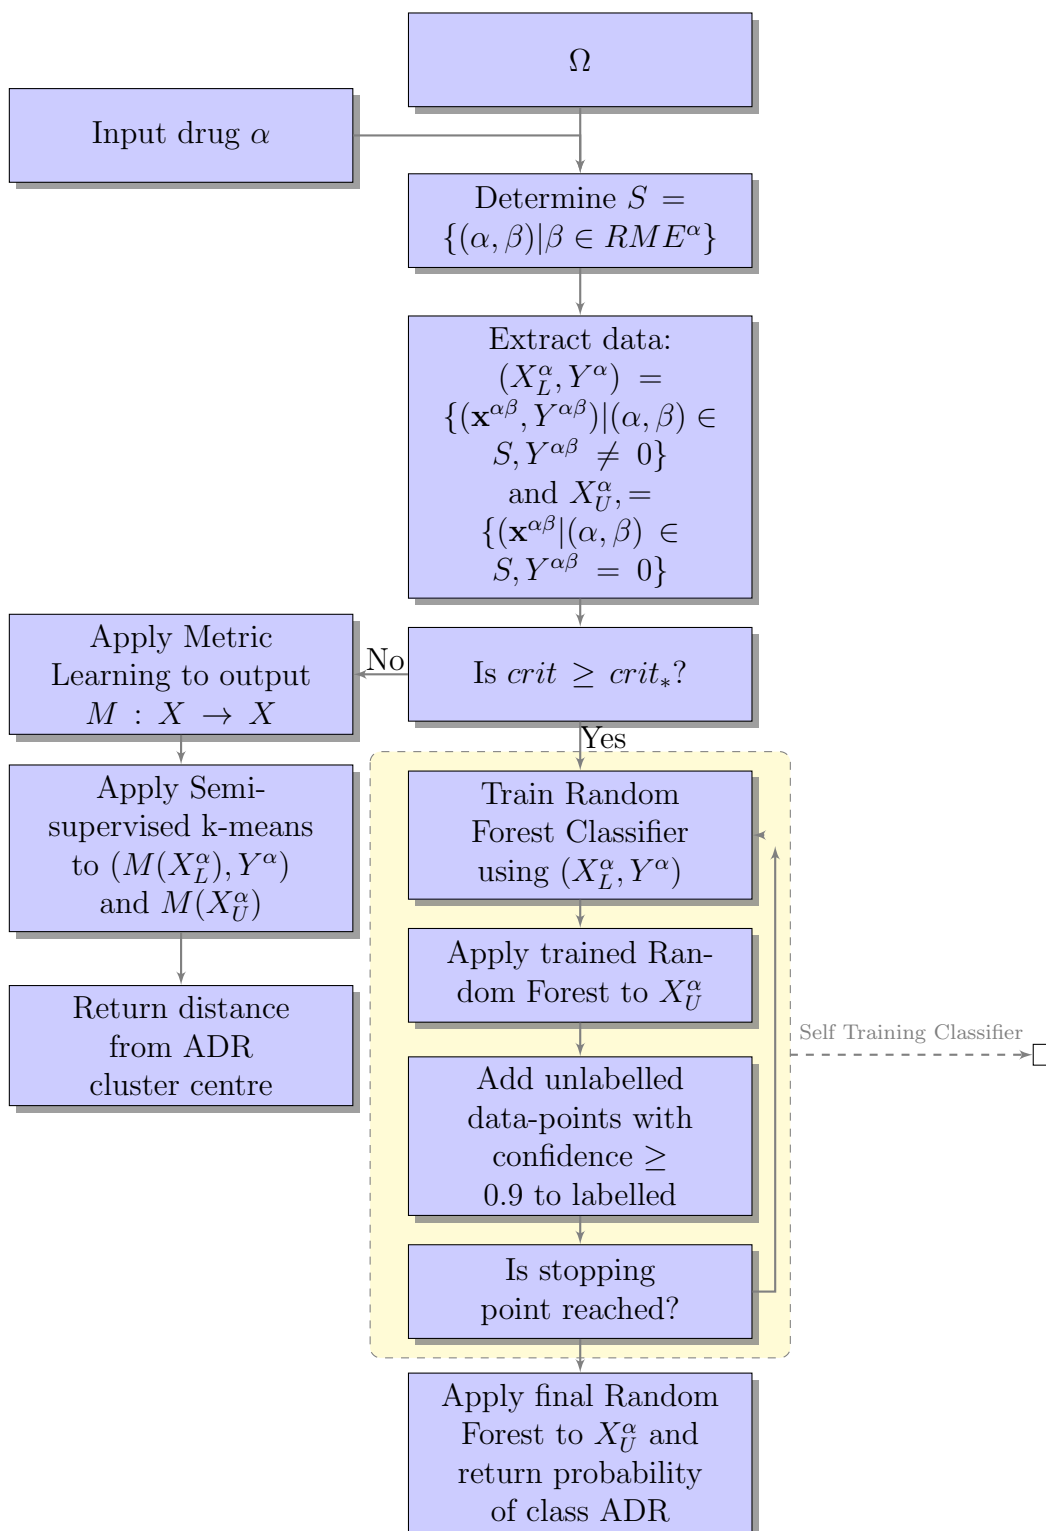 Ω
Input drug α
Determine S =
{(α, β)|β ∈ RME^α}
Extract data:
(X_L^α, Y^α) =
{(x^αβ, Y^αβ)|(α, β) ∈
S, Y^αβ ≠ 0}
and X_U^α, =
{(x^αβ|(α, β) ∈
S, Y^αβ = 0}
Is crit ≥ crit_*?
No
Yes
Apply Metric
Learning to output
M : X → X
Apply Semi-
supervised k-means
to (M(X_L^α), Y^α)
and M(X_U^α)
Return distance
from ADR
cluster centre
Train Random
Forest Classifier
using (X_L^α, Y^α)
Apply trained Ran-
dom Forest to X_U^α
Add unlabelled
data-points with
confidence ≥
0.9 to labelled
Is stopping
point reached?
Self Training Classifier
Apply final Random
Forest to X_U^α and
return probability
of class ADR